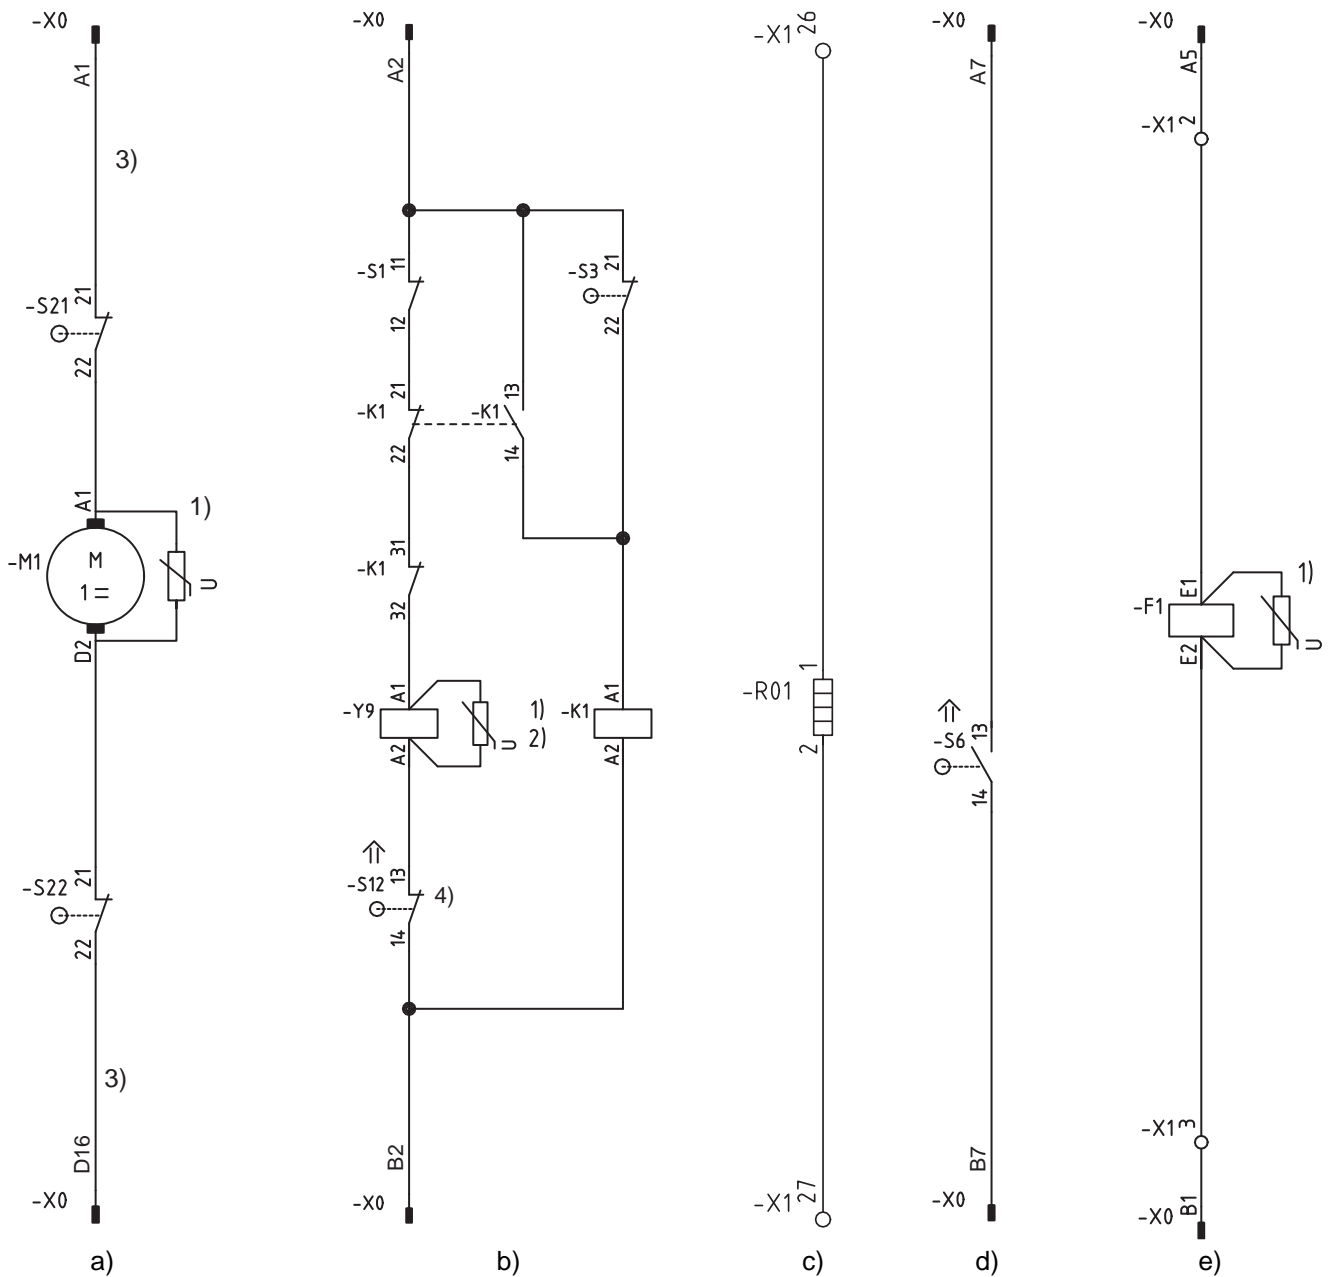 -X0
A1
3)
-S21
21
22
A1
1)
-M1
M
1
U
D2
-S22
21
22
3)
D16
-X0
a)
-X0
A2
-S1
11
12
-S3
21
22
-K1
21
22
-K1
13
14
-K1
31
32
-Y9
A1
A2
U
1)
2)
-K1
A1
A2
-S12
13
14
4)
B2
-X0
b)
-X1
26
-R01
1
2
-X1
27
c)
-X0
A7
-S6
13
14
B7
-X0
d)
-X0
A5
-X1
2
-F1
E1
E2
1)
U
-X1
3
B1
-X0
e)